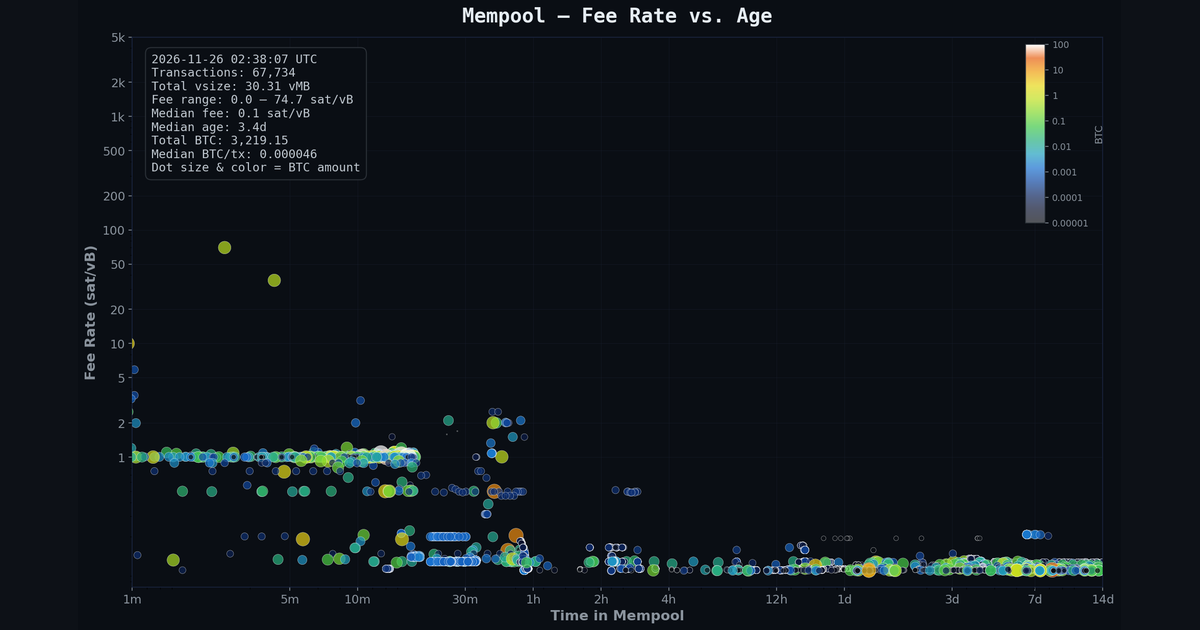 Mempool — Fee Rate vs. Age
2026-11-26 02:38:07 UTC
Transactions: 67,734
Total vsize: 30.31 vMB
Fee range: 0.0 — 74.7 sat/vB
Median fee: 0.1 sat/vB
Median age: 3.4d
Total BTC: 3,219.15
Median BTC/tx: 0.000046
Dot size & color = BTC amount
100
10
1
0.1
0.01
0.001
0.0001
0.00001
BTC
5k
2k
1k
500
200
100
50
20
10
5
2
1
Fee Rate (sat/vB)
1m 5m 10m 30m 1h 2h 4h 12h 1d 3d 7d 14d
Time in Mempool